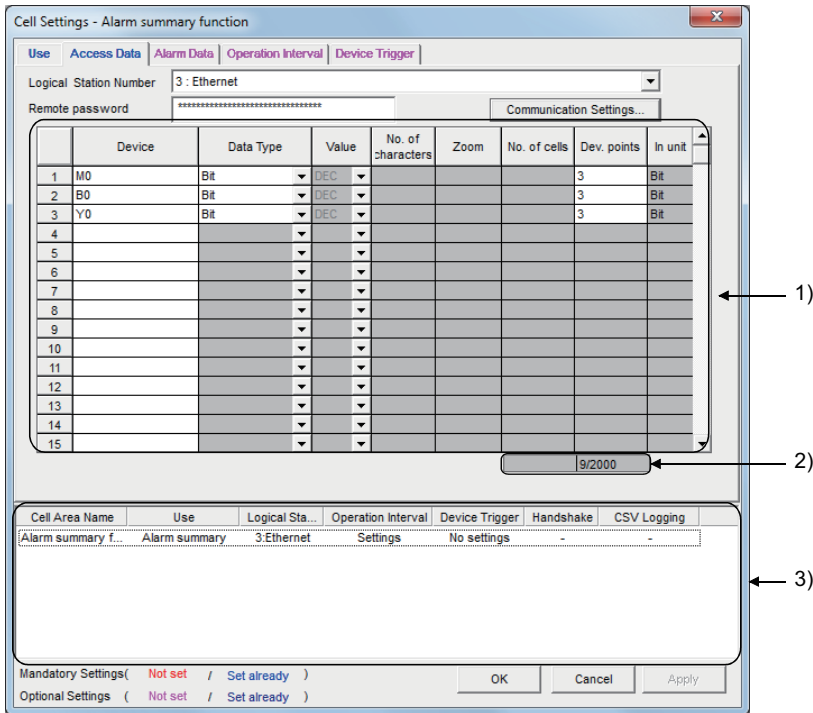 Cell Settings - Alarm summary function
x
Use Access Data Alarm Data Operation Interval Device Trigger
Logical Station Number 3 : Ethernet
Remote password ******************************** Communication Settings...
Device Data Type Value No. of characters Zoom No. of cells Dev. points In unit
1 M0 Bit DEC 3 Bit
2 B0 Bit DEC 3 Bit
3 Y0 Bit DEC 3 Bit
4
5
6
7
8
9
10
11
12
13
14
15
1)
9/2000
2)
Cell Area Name Use Logical Sta... Operation Interval Device Trigger Handshake CSV Logging
Alarm summary f... Alarm summary 3:Ethernet Settings No settings - -
3)
Mandatory Settings( Not set / Set already )
Optional Settings ( Not set / Set already )
OK Cancel Apply